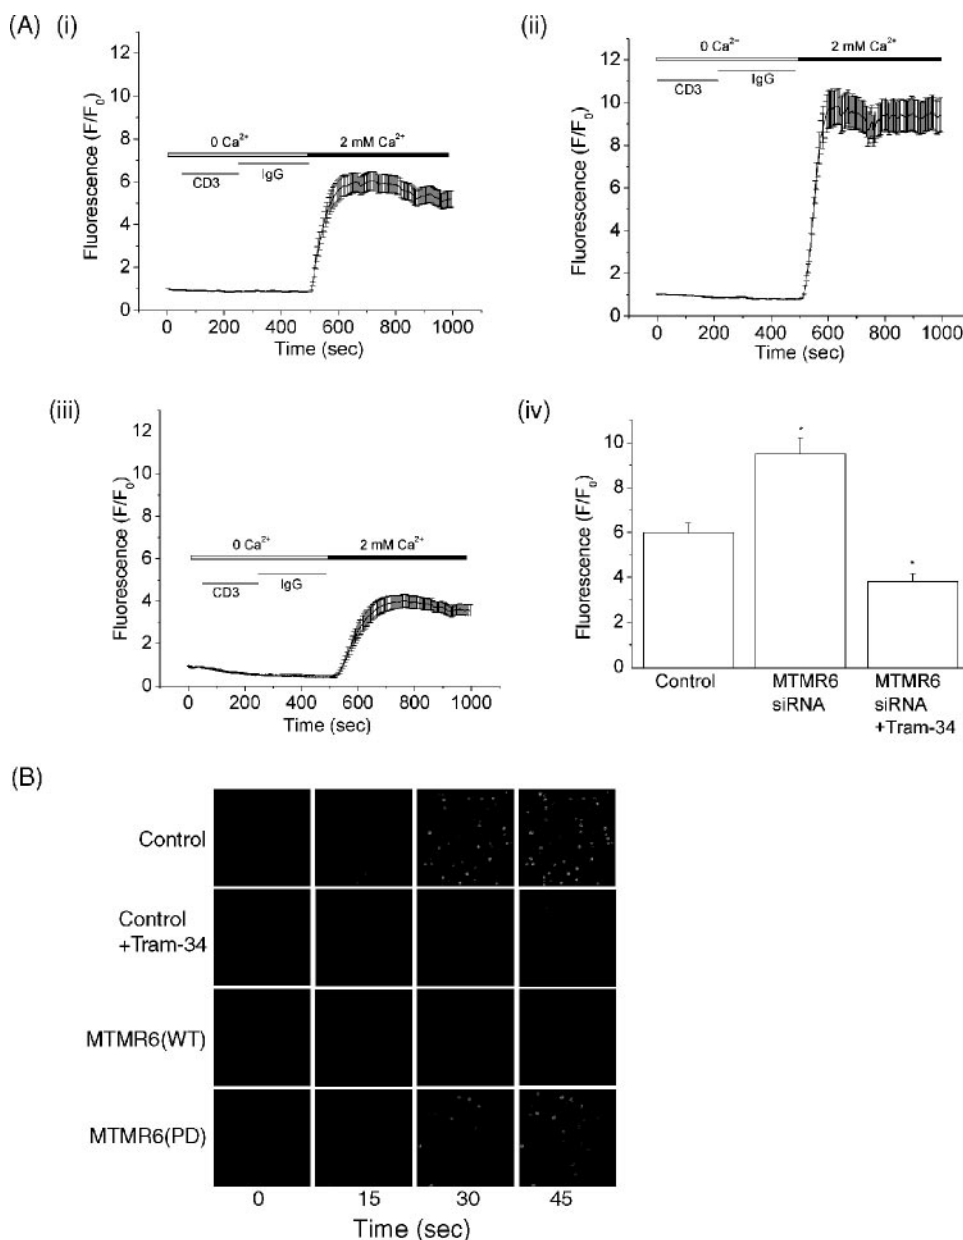 (A) (i)
Fluorescence (F/F0)
12
10
8
6
4
2
0
0 Ca2+
2 mM Ca2+
CD3
IgG
0 200 400 600 800 1000
Time (sec)
(ii)
Fluorescence (F/F0)
12
10
8
6
4
2
0
0 Ca2+
2 mM Ca2+
CD3
IgG
0 200 400 600 800 1000
Time (sec)
(iii)
Fluorescence (F/F0)
12
10
8
6
4
2
0
0 Ca2+
2 mM Ca2+
CD3
IgG
0 200 400 600 800 1000
Time (sec)
(iv)
Fluorescence (F/F0)
10
8
6
4
2
0
*
*
Control
MTMR6
siRNA
MTMR6
siRNA
+Tram-34
(B)
Control
Control
+Tram-34
MTMR6(WT)
MTMR6(PD)
0 15 30 45
Time (sec)